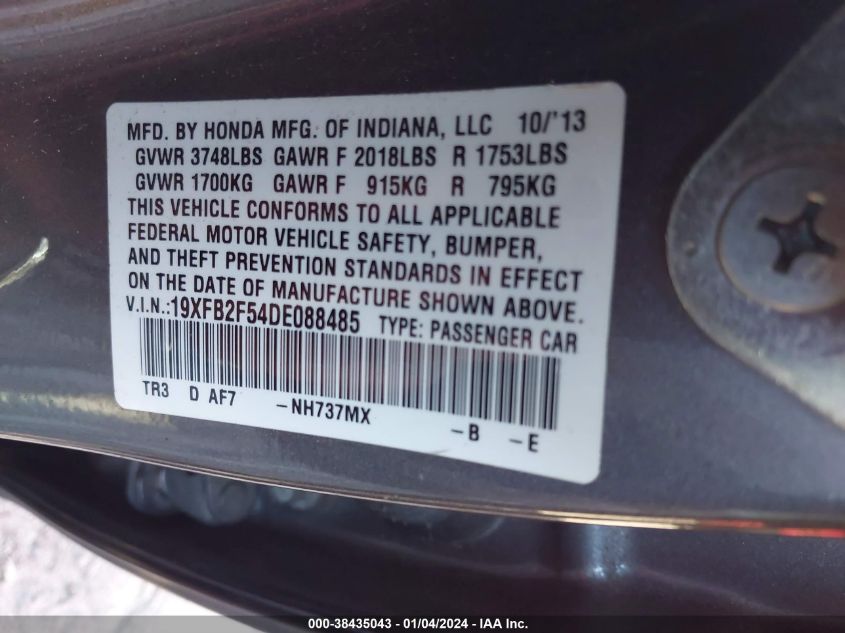 MFD. BY HONDA MFG. OF INDIANA, LLC 10/'13
GVWR 3748LBS GAWR F 2018LBS R 1753LBS
GVWR 1700KG GAWR F 915KG R 795KG
THIS VEHICLE CONFORMS TO ALL APPLICABLE
FEDERAL MOTOR VEHICLE SAFETY, BUMPER,
AND THEFT PREVENTION STANDARDS IN EFFECT
ON THE DATE OF MANUFACTURE SHOWN ABOVE.
V.I.N.:19XFB2F54DE088485 TYPE: PASSENGER CAR
TR3 D AF7 -NH737MX -B -E
000-38435043 - 01/04/2024 - IAA Inc.